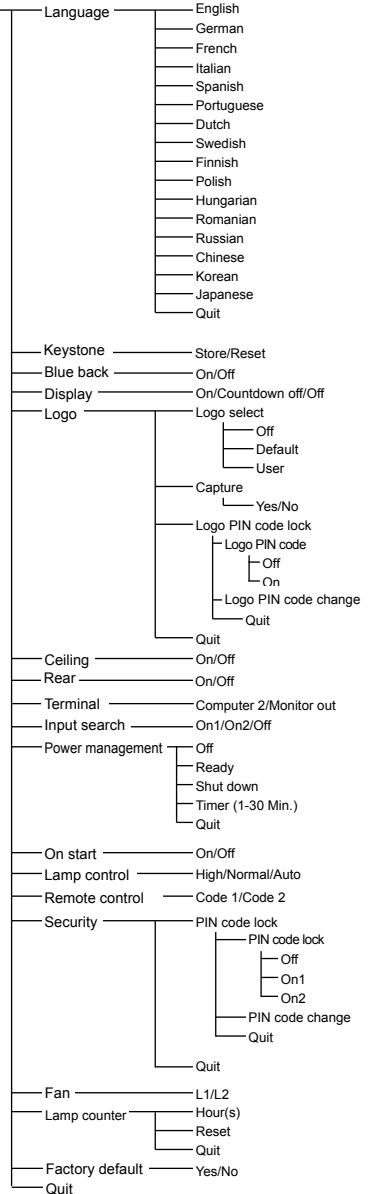 Language English
German
French
Italian
Spanish
Portuguese
Dutch
Swedish
Finnish
Polish
Hungarian
Romanian
Russian
Chinese
Korean
Japanese
Quit
Keystone Store/Reset
Blue back On/Off
Display On/Countdown off/Off
Logo Logo select
Off
Default
User
Capture
Yes/No
Logo PIN code lock
Logo PIN code
Off
On
Logo PIN code change
Quit
Quit
Ceiling On/Off
Rear On/Off
Terminal Computer 2/Monitor out
Input search On1/On2/Off
Power management Off
Ready
Shut down
Timer (1-30 Min.)
Quit
On start On/Off
Lamp control High/Normal/Auto
Remote control Code 1/Code 2
Security PIN code lock
PIN code lock
Off
On1
On2
PIN code change
Quit
Quit
Fan L1/L2
Lamp counter Hour(s)
Reset
Quit
Factory default Yes/No
Quit